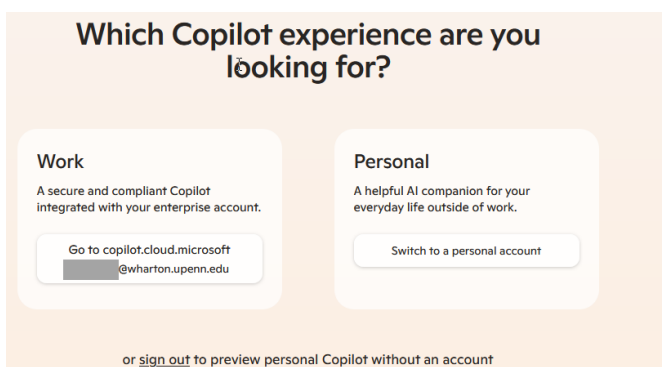 Which Copilot experience are you
looking for?
Work
A secure and compliant Copilot
integrated with your enterprise account.
Go to copilot.cloud.microsoft
@wharton.upenn.edu
Personal
A helpful AI companion for your
everyday life outside of work.
Switch to a personal account
or sign out to preview personal Copilot without an account